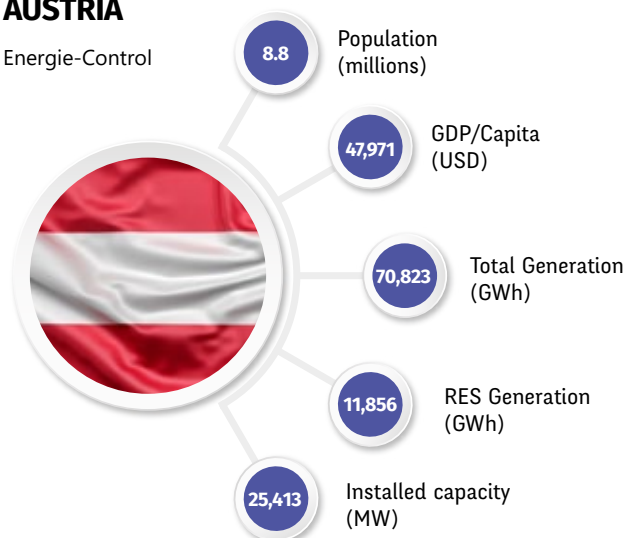 AUSTRIA
Energie-Control
8.8
Population
(millions)
47,971
GDP/Capita
(USD)
70,823
Total Generation
(GWh)
11,856
RES Generation
(GWh)
25,413
Installed capacity
(MW)